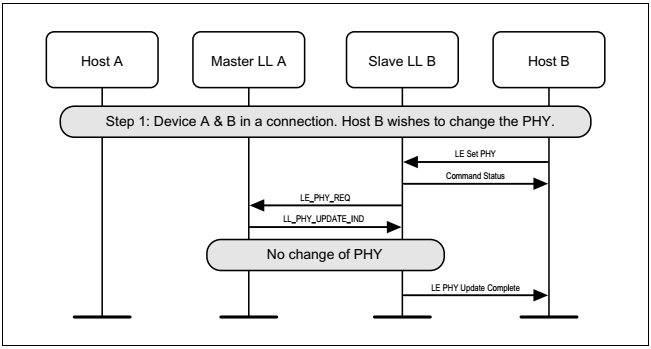 Host A
Master LL A
Slave LL B
Host B
Step 1: Device A & B in a connection. Host B wishes to change the PHY.
LE Set PHY
Command Status
LE_PHY_REQ
LL_PHY_UPDATE_IND
No change of PHY
LE PHY Update Complete